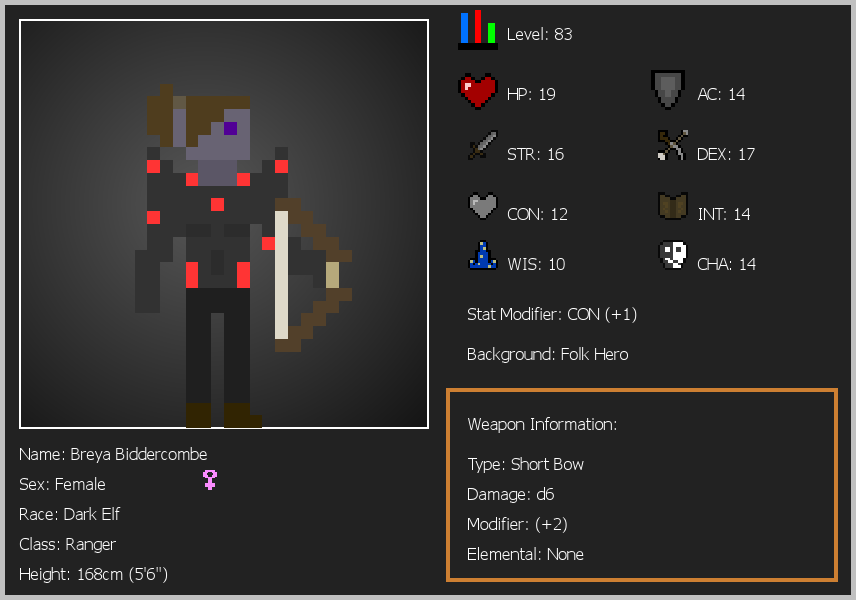 Level: 83
HP: 19
AC: 14
STR: 16
DEX: 17
CON: 12
INT: 14
WIS: 10
CHA: 14
Stat Modifier: CON (+1)
Background: Folk Hero
Weapon Information:
Type: Short Bow
Damage: d6
Modifier: (+2)
Elemental: None
Name: Breya Biddercombe
Sex: Female
Race: Dark Elf
Class: Ranger
Height: 168cm (5'6")